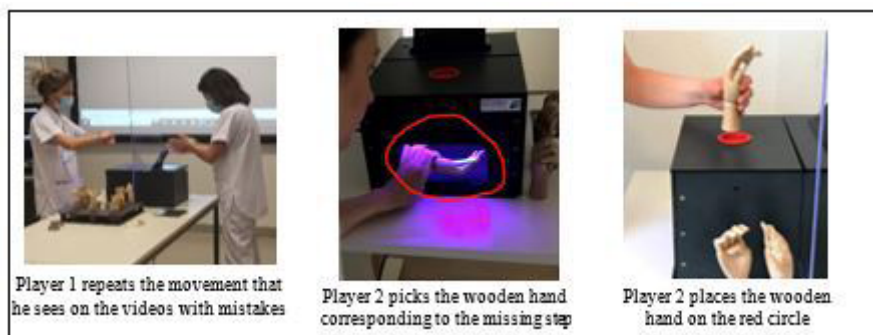 Player 1 repeats the movement that
he sees on the videos with mistakes
Player 2 picks the wooden hand
corresponding to the missing step
Player 2 places the wooden
hand on the red circle